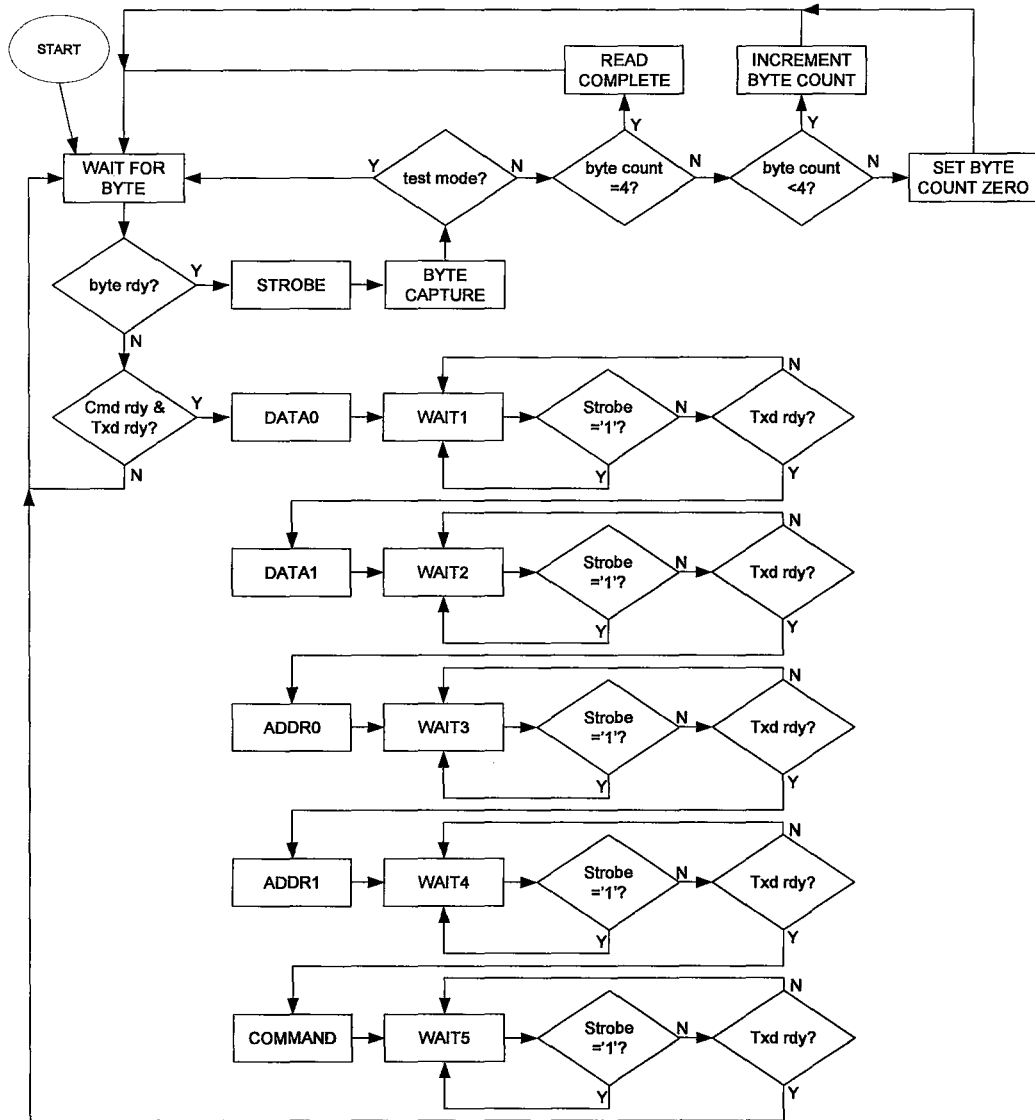 START
READ
COMPLETE
INCREMENT
BYTE COUNT
Y
Y
WAIT FOR
BYTE
Y
test mode?
N
byte count
=4?
N
byte count
<4?
N
SET BYTE
COUNT ZERO
byte rdy?
Y
STROBE
BYTE
CAPTURE
N
Cmd rdy &
Txd rdy?
Y
N
DATA0
WAIT1
Strobe
='1'?
N
Y
Txd rdy?
N
Y
DATA1
WAIT2
Strobe
='1'?
N
Y
Txd rdy?
N
Y
ADDR0
WAIT3
Strobe
='1'?
N
Y
Txd rdy?
N
Y
ADDR1
WAIT4
Strobe
='1'?
N
Y
Txd rdy?
N
Y
COMMAND
WAIT5
Strobe
='1'?
N
Y
Txd rdy?
N
Y